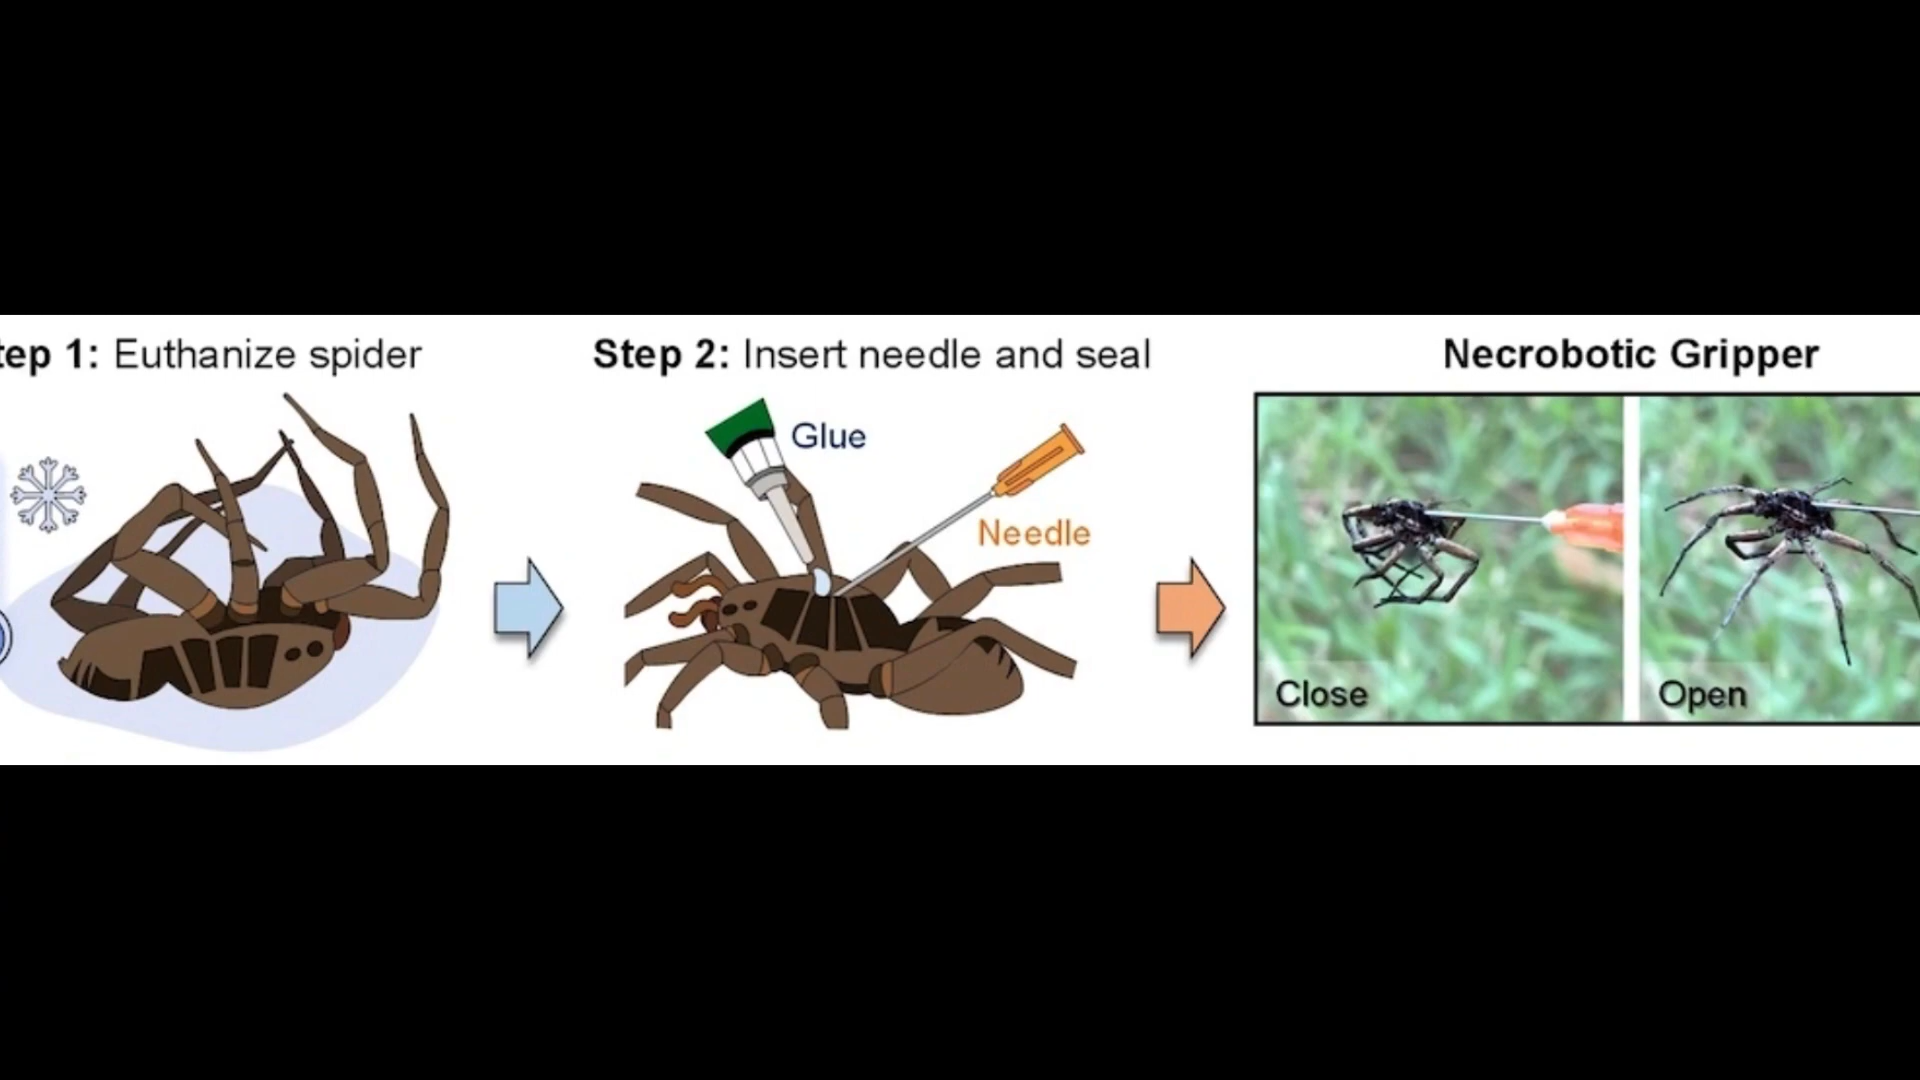 tep 1: Euthanize spider
Step 2: Insert needle and seal
Glue
Needle
Necrobotic Gripper
Close
Open